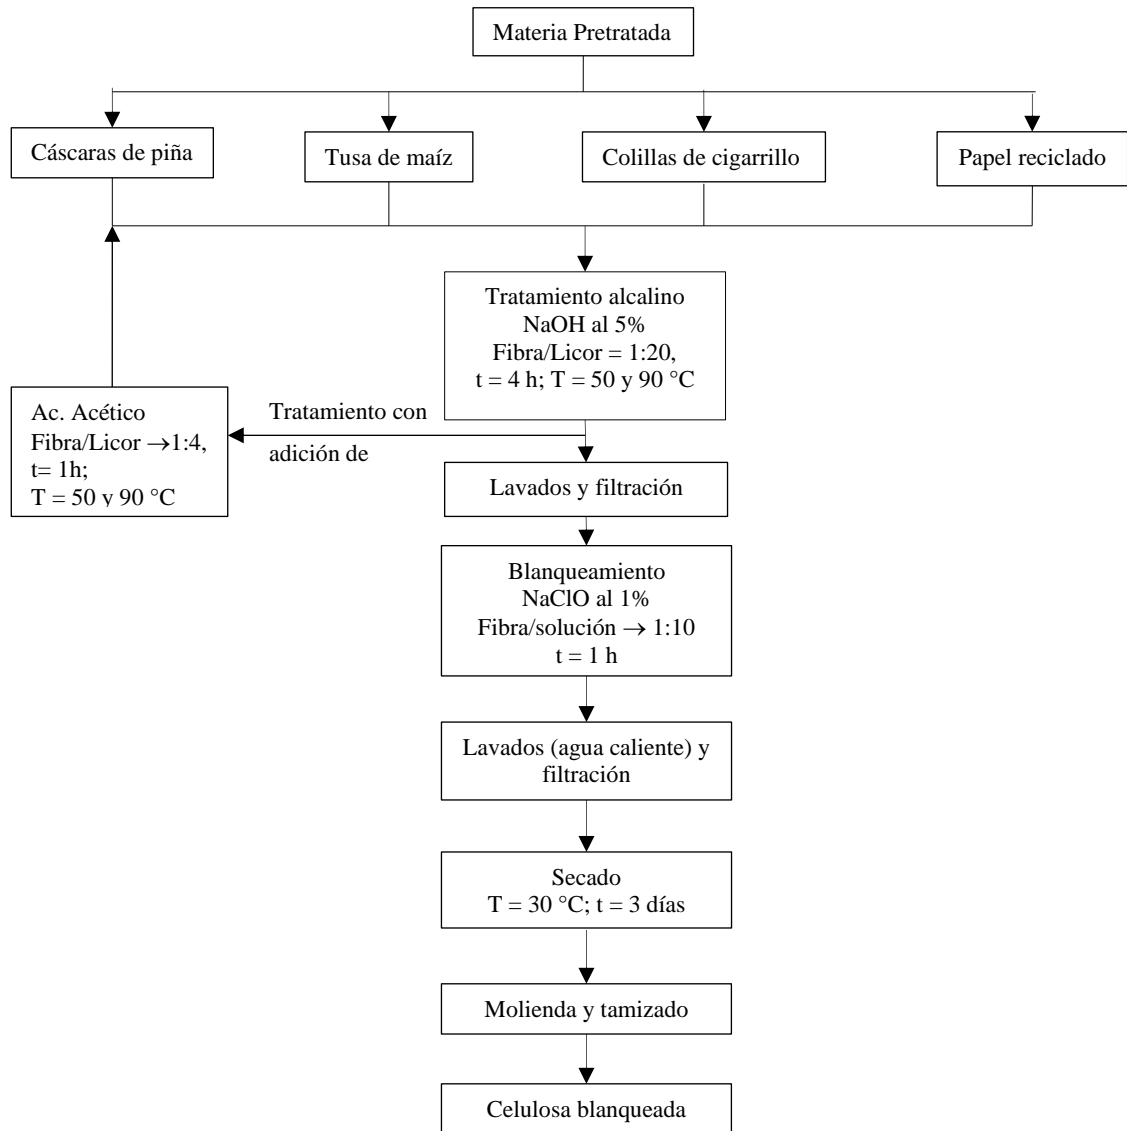 Materia Pretratada
Cáscaras de piña
Tusa de maíz
Colillas de cigarrillo
Papel reciclado
Tratamiento alcalino
NaOH al 5%
Fibra/Licor = 1:20,
t = 4 h; T = 50 y 90 °C
Ac. Acético
Fibra/Licor →1:4,
t= 1h;
T = 50 y 90 °C
Tratamiento con
adición de
Lavados y filtración
Blanqueamiento
NaClO al 1%
Fibra/solución → 1:10
t = 1 h
Lavados (agua caliente) y
filtración
Secado
T = 30 °C; t = 3 días
Molienda y tamizado
Celulosa blanqueada